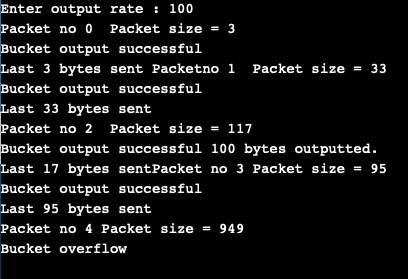 Enter output rate : 100
Packet no 0  Packet size = 3
Bucket output successful
Last 3 bytes sent Packetno 1  Packet size = 33
Bucket output successful
Last 33 bytes sent
Packet no 2  Packet size = 117
Bucket output successful 100 bytes outputted.
Last 17 bytes sentPacket no 3 Packet size = 95
Bucket output successful
Last 95 bytes sent
Packet no 4 Packet size = 949
Bucket overflow